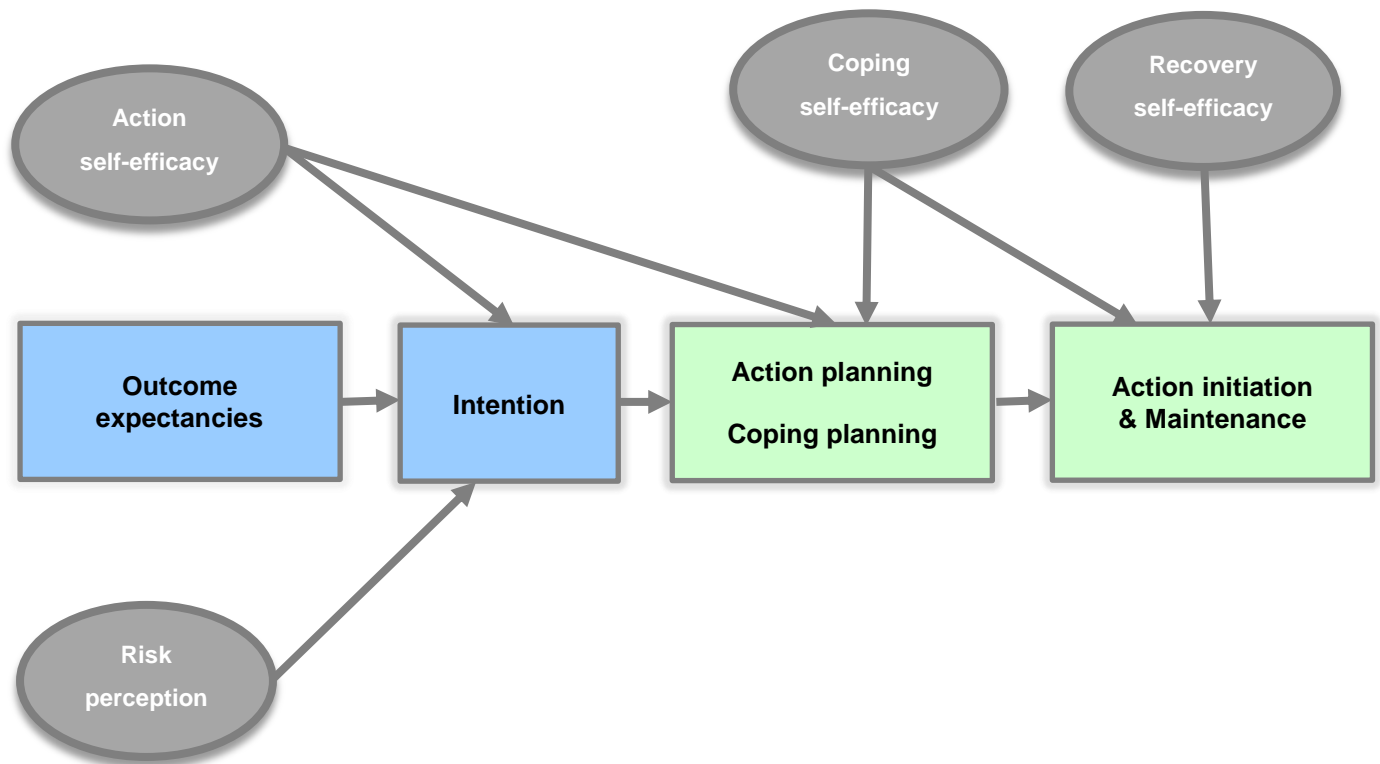 Action
self-efficacy
Coping
self-efficacy
Recovery
self-efficacy
Outcome
expectancies
Intention
Action planning
Coping planning
Action initiation
& Maintenance
Risk
perception